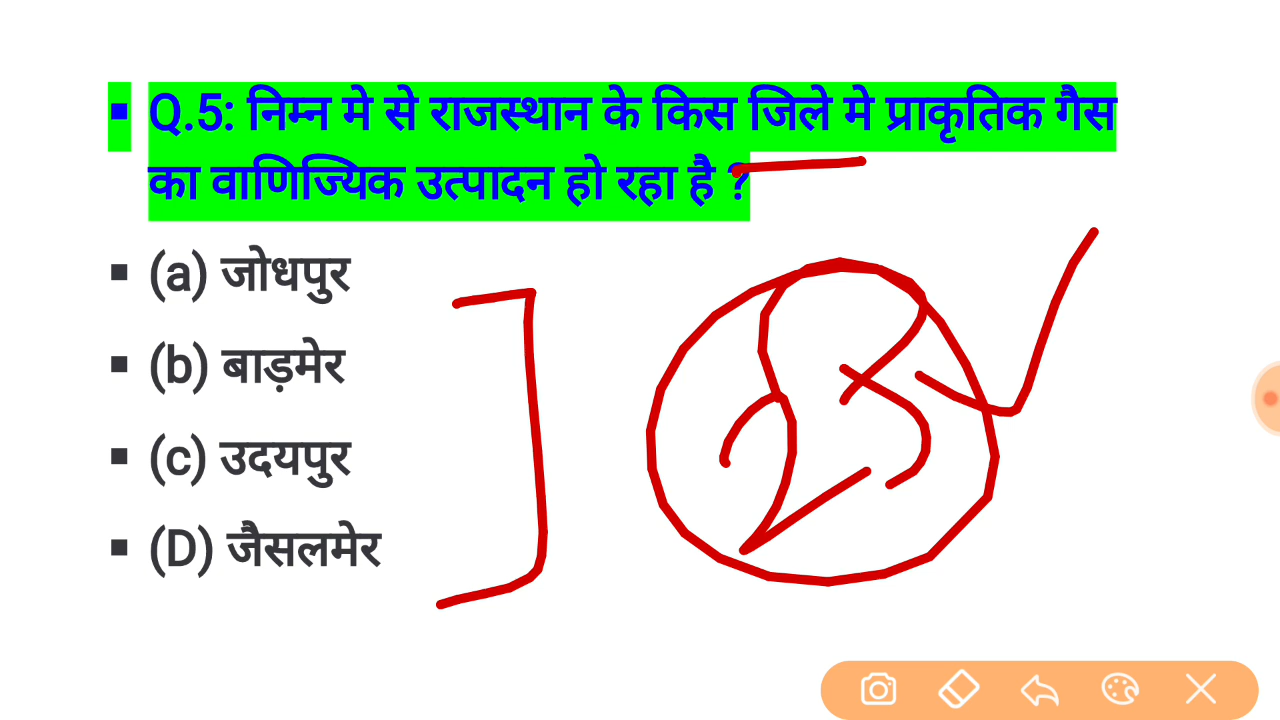 ▪ Q.5: निम्न मे से राजस्थान के किस जिले मे प्राकृतिक गैस
का वाणिज्यिक उत्पादन हो रहा है ?
▪ (a) जोधपुर
▪ (b) बाड़मेर
▪ (c) उदयपुर
▪ (D) जैसलमेर